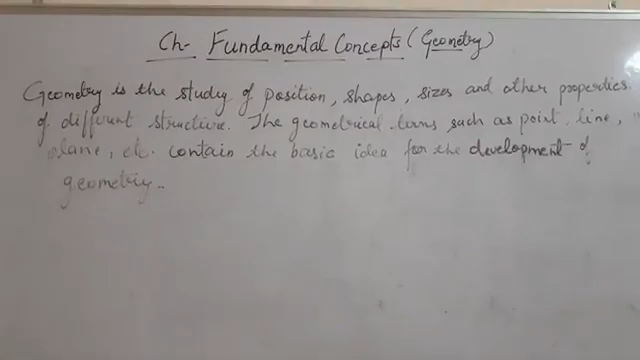 Ch- Fundamental Concepts (Geometry)
Geometry is the study of position, shapes, sizes and other properties
of different structure. The geometrical terms such as point, line,
plane, etc. contain the basic idea for the development of
geometry..